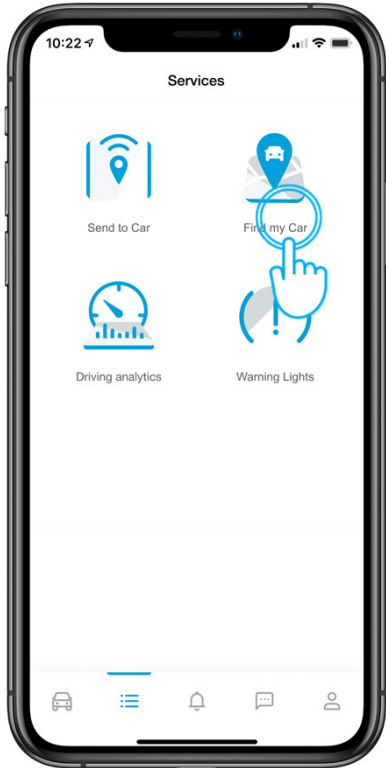 10:22
Services
Send to Car
Find my Car
Driving analytics
Warning Lights